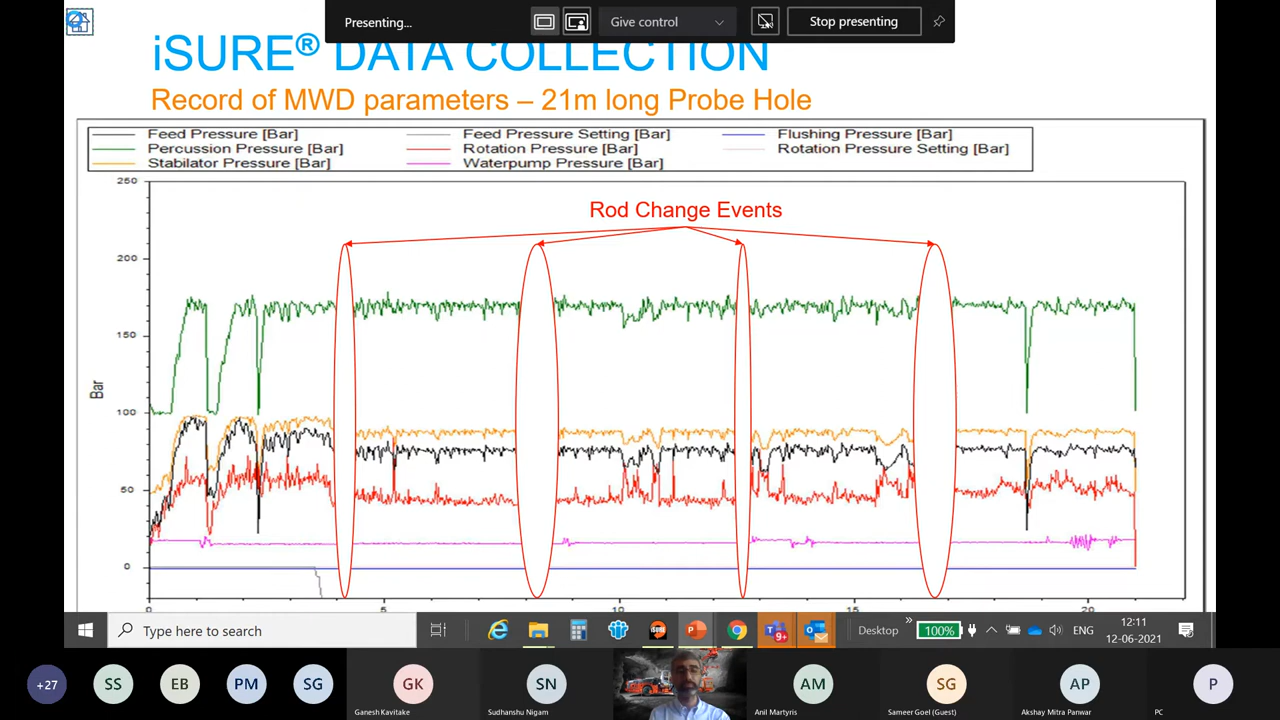 Presenting...
Give control
Stop presenting
iSURE® DATA COLLECTION
Record of MWD parameters – 21m long Probe Hole
Feed Pressure [Bar]
Feed Pressure Setting [Bar]
Flushing Pressure [Bar]
Percussion Pressure [Bar]
Rotation Pressure [Bar]
Rotation Pressure Setting [Bar]
Stabilator Pressure [Bar]
Waterpump Pressure [Bar]
250
Rod Change Events
200
150
Bar
100
50
0
0
5
10
15
20
Type here to search
iSURE
9+
Desktop
100%
ENG
12:11
12-06-2021
+27
SS
EB
PM
SG
GK
Ganesh Kavitake
SN
Sudhanshu Nigam
AM
Anil Martyris
SG
Sameer Goel (Guest)
AP
Akshay Mitra Panwar
P
PC